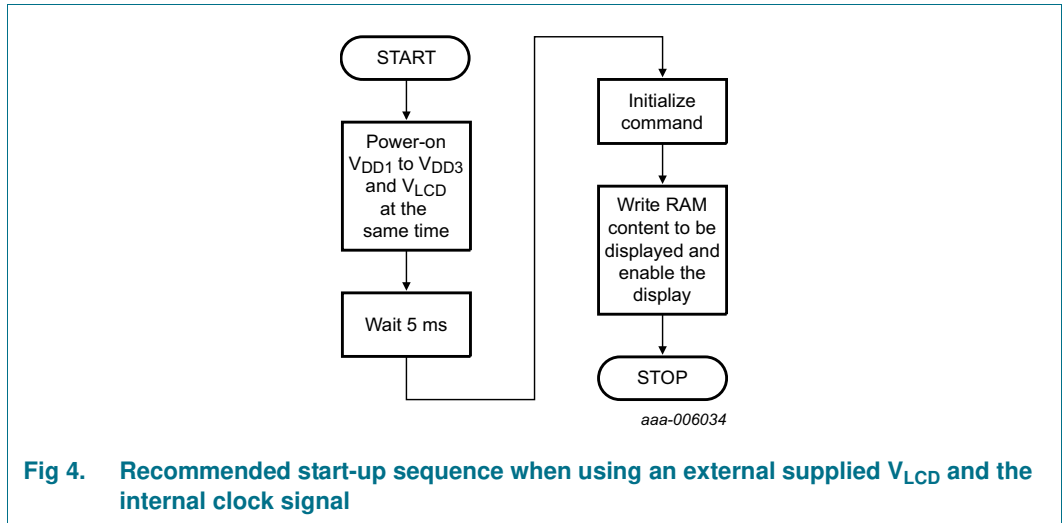 START
Power-on
VDD1 to VDD3
and VLCD
at the
same time
Wait 5 ms
Initialize
command
Write RAM
content to be
displayed and
enable the
display
STOP
aaa-006034
Fig 4. Recommended start-up sequence when using an external supplied VLCD and the
internal clock signal